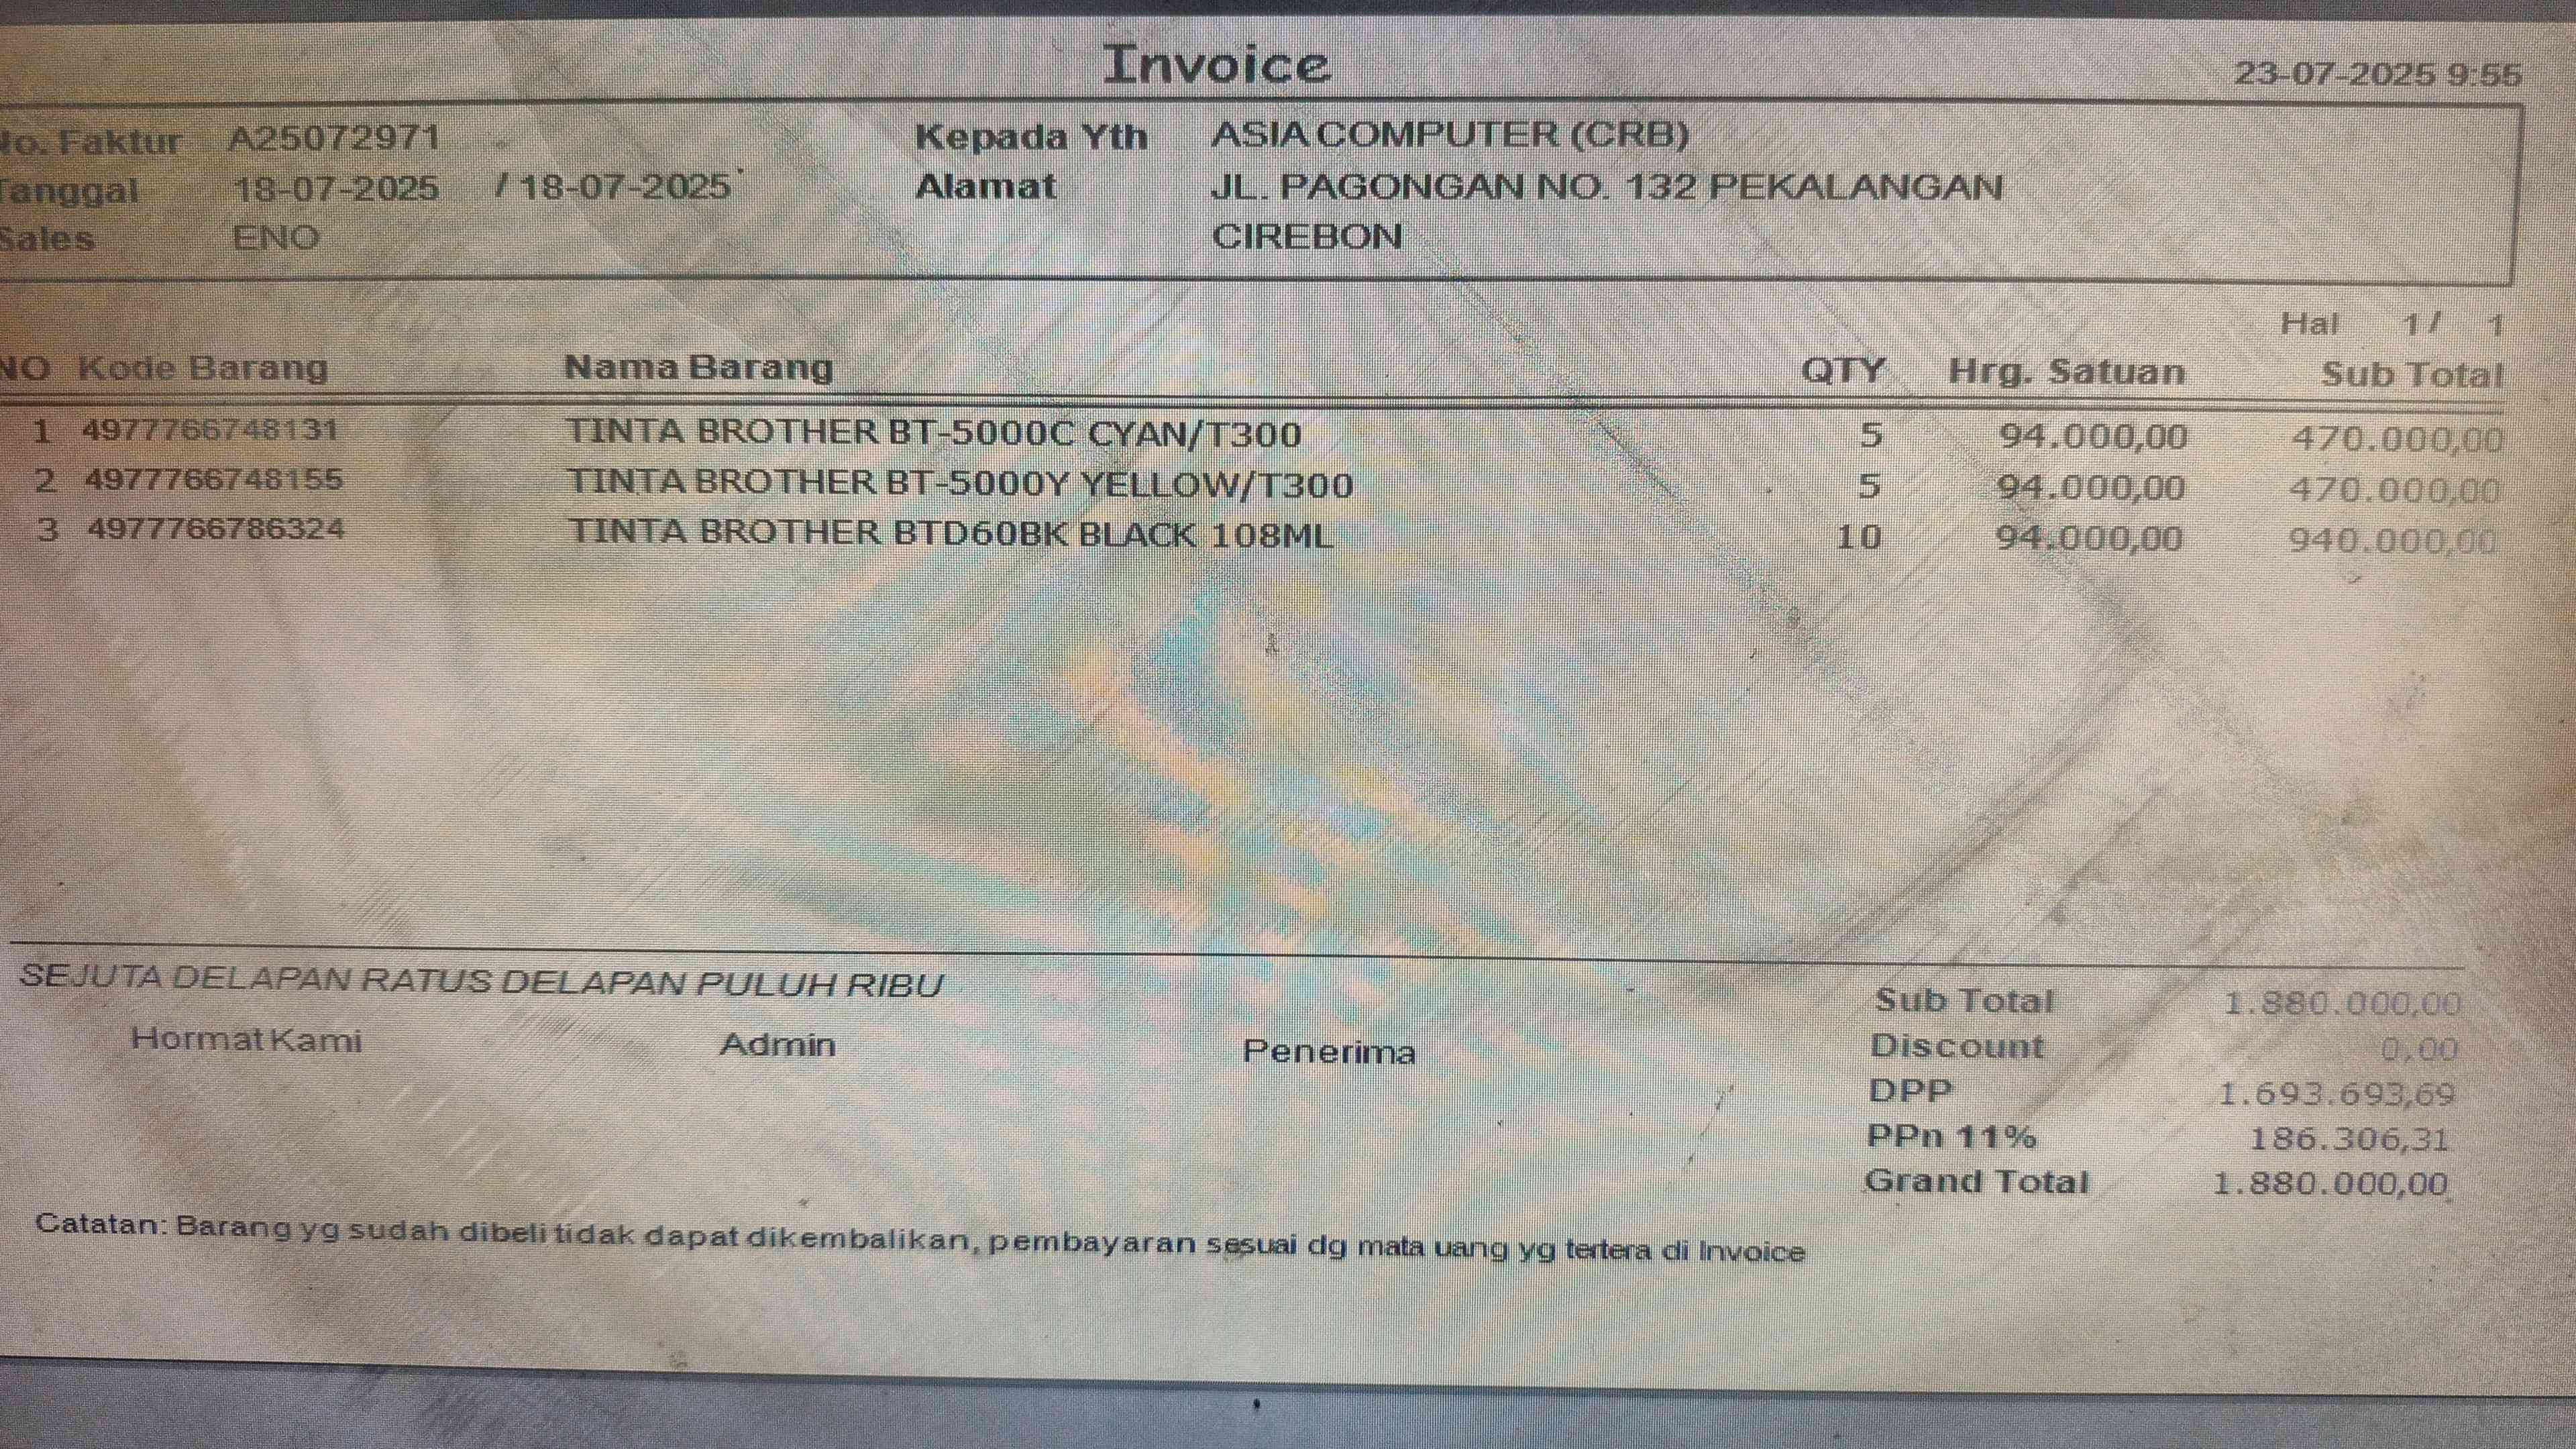 Invoice
23-07-2025 9:55
No. Faktur A25072971 Kepada Yth ASIA COMPUTER (CRB)
Tanggal 18-07-2025 / 18-07-2025 Alamat JL. PAGONGAN NO. 132 PEKALANGAN
Sales ENO CIREBON
Hal 1 / 1
NO Kode Barang Nama Barang QTY Hrg. Satuan Sub Total
1 4977766748131 TINTA BROTHER BT-5000C CYAN/T300 5 94.000,00 470.000,00
2 4977766748155 TINTA BROTHER BT-5000Y YELLOW/T300 5 94.000,00 470.000,00
3 4977766786324 TINTA BROTHER BTD60BK BLACK 108ML 10 94.000,00 940.000,00
SEJUTA DELAPAN RATUS DELAPAN PULUH RIBU
Hormat Kami Admin Penerima
Sub Total 1.880.000,00
Discount 0,00
DPP 1.693.693,69
PPn 11% 186.306,31
Grand Total 1.880.000,00
Catatan: Barang yg sudah dibeli tidak dapat dikembalikan, pembayaran sesuai dg mata uang yg tertera di Invoice